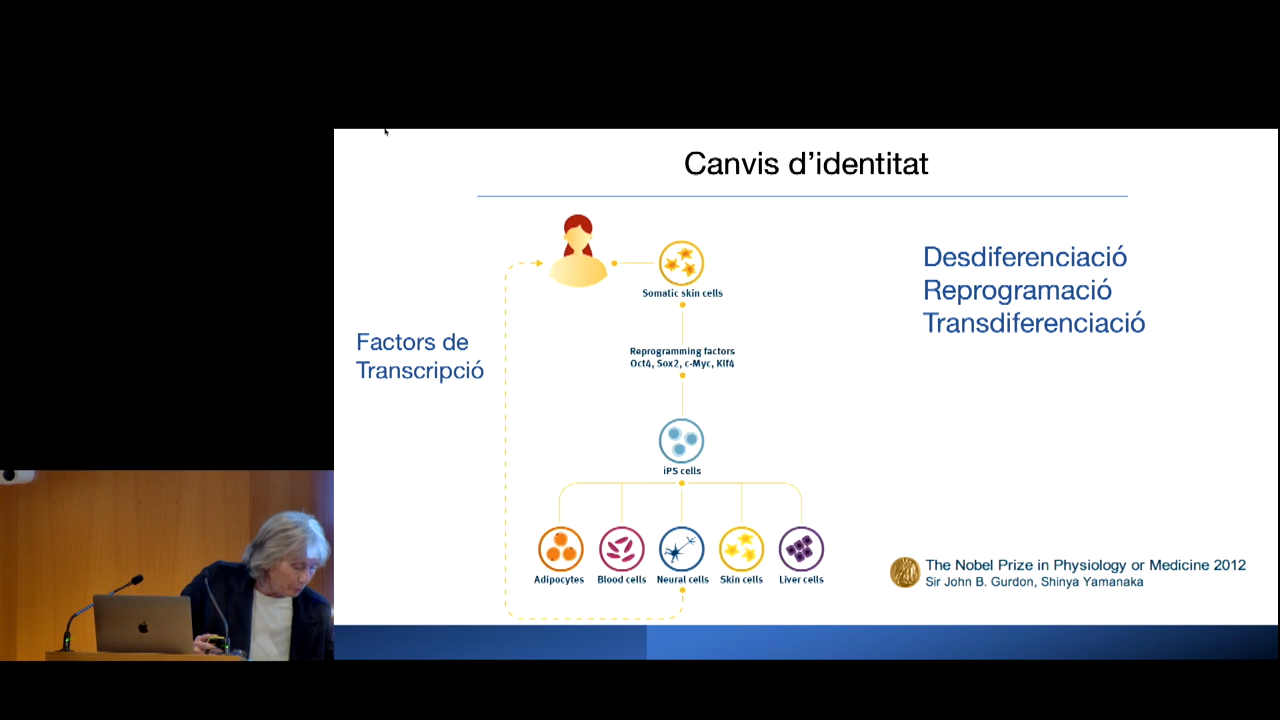 Canvis d’identitat
Somatic skin cells
Desdiferenciació
Reprogramació
Transdiferenciació
Factors de
Transcripció
Reprogramming factors
Oct4, Sox2, c-Myc, Klf4
iPS cells
Adipocytes
Blood cells
Neural cells
Skin cells
Liver cells
The Nobel Prize in Physiology or Medicine 2012
Sir John B. Gurdon, Shinya Yamanaka